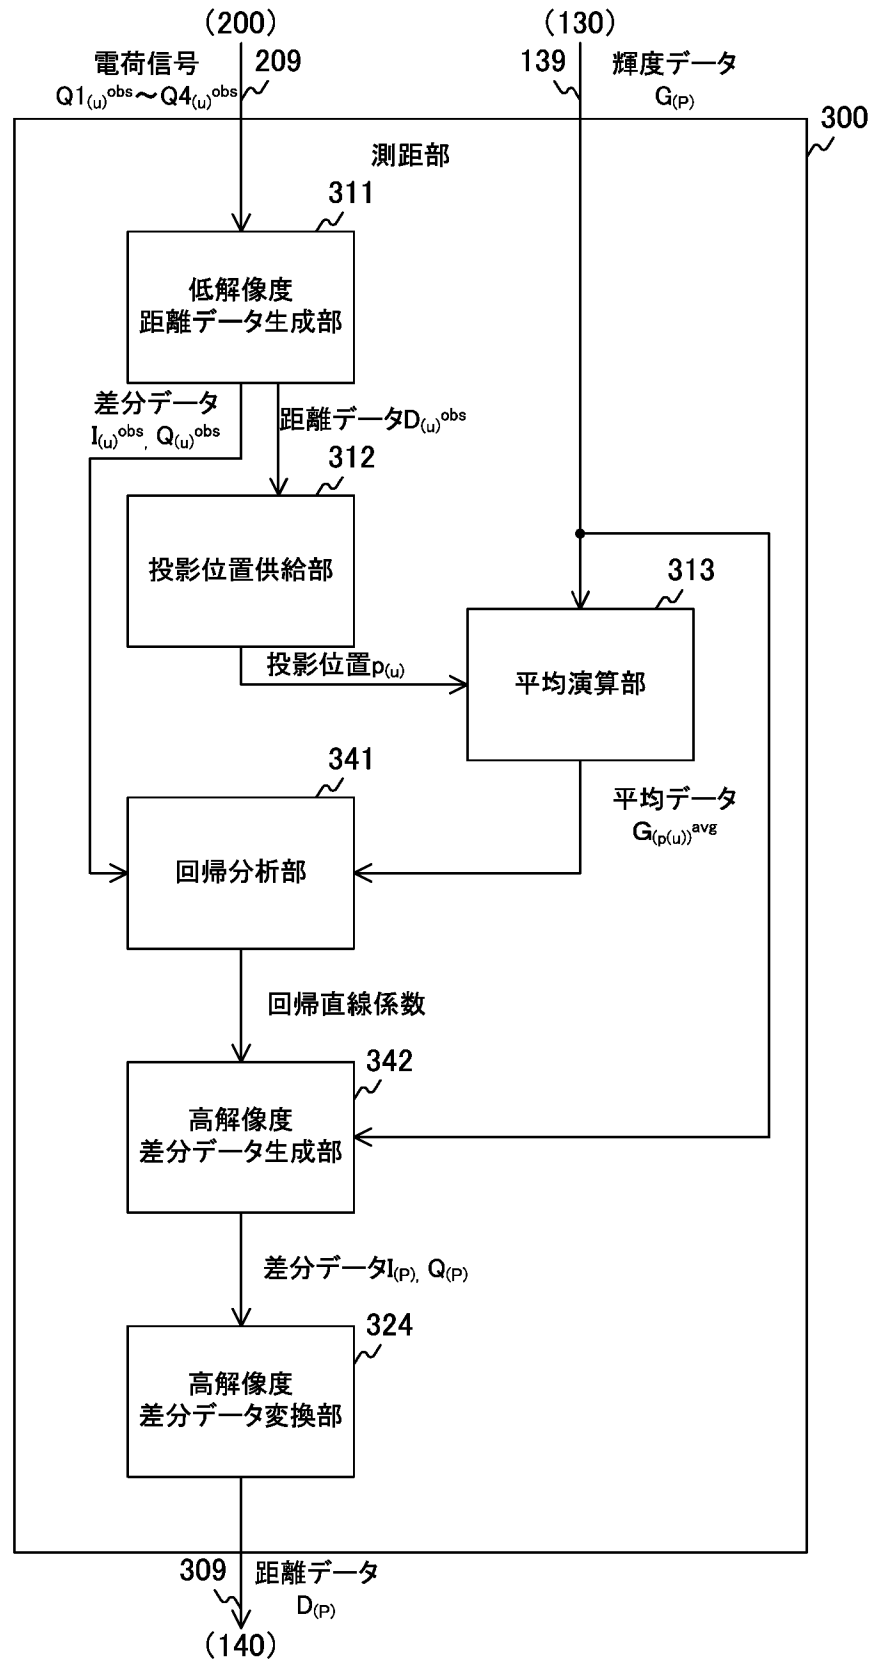 (200)
(130)
電荷信号
209
139
輝度データ
Q1(u)obs～Q4(u)obs
G(P)
300
測距部
311
低解像度
距離データ生成部
差分データ
I(u)obs, Q(u)obs
距離データD(u)obs
312
投影位置供給部
313
投影位置p(u)
平均演算部
341
平均データ
G(p(u))avg
回帰分析部
回帰直線係数
342
高解像度
差分データ生成部
差分データI(P), Q(P)
324
高解像度
差分データ変換部
309
距離データ
D(P)
(140)